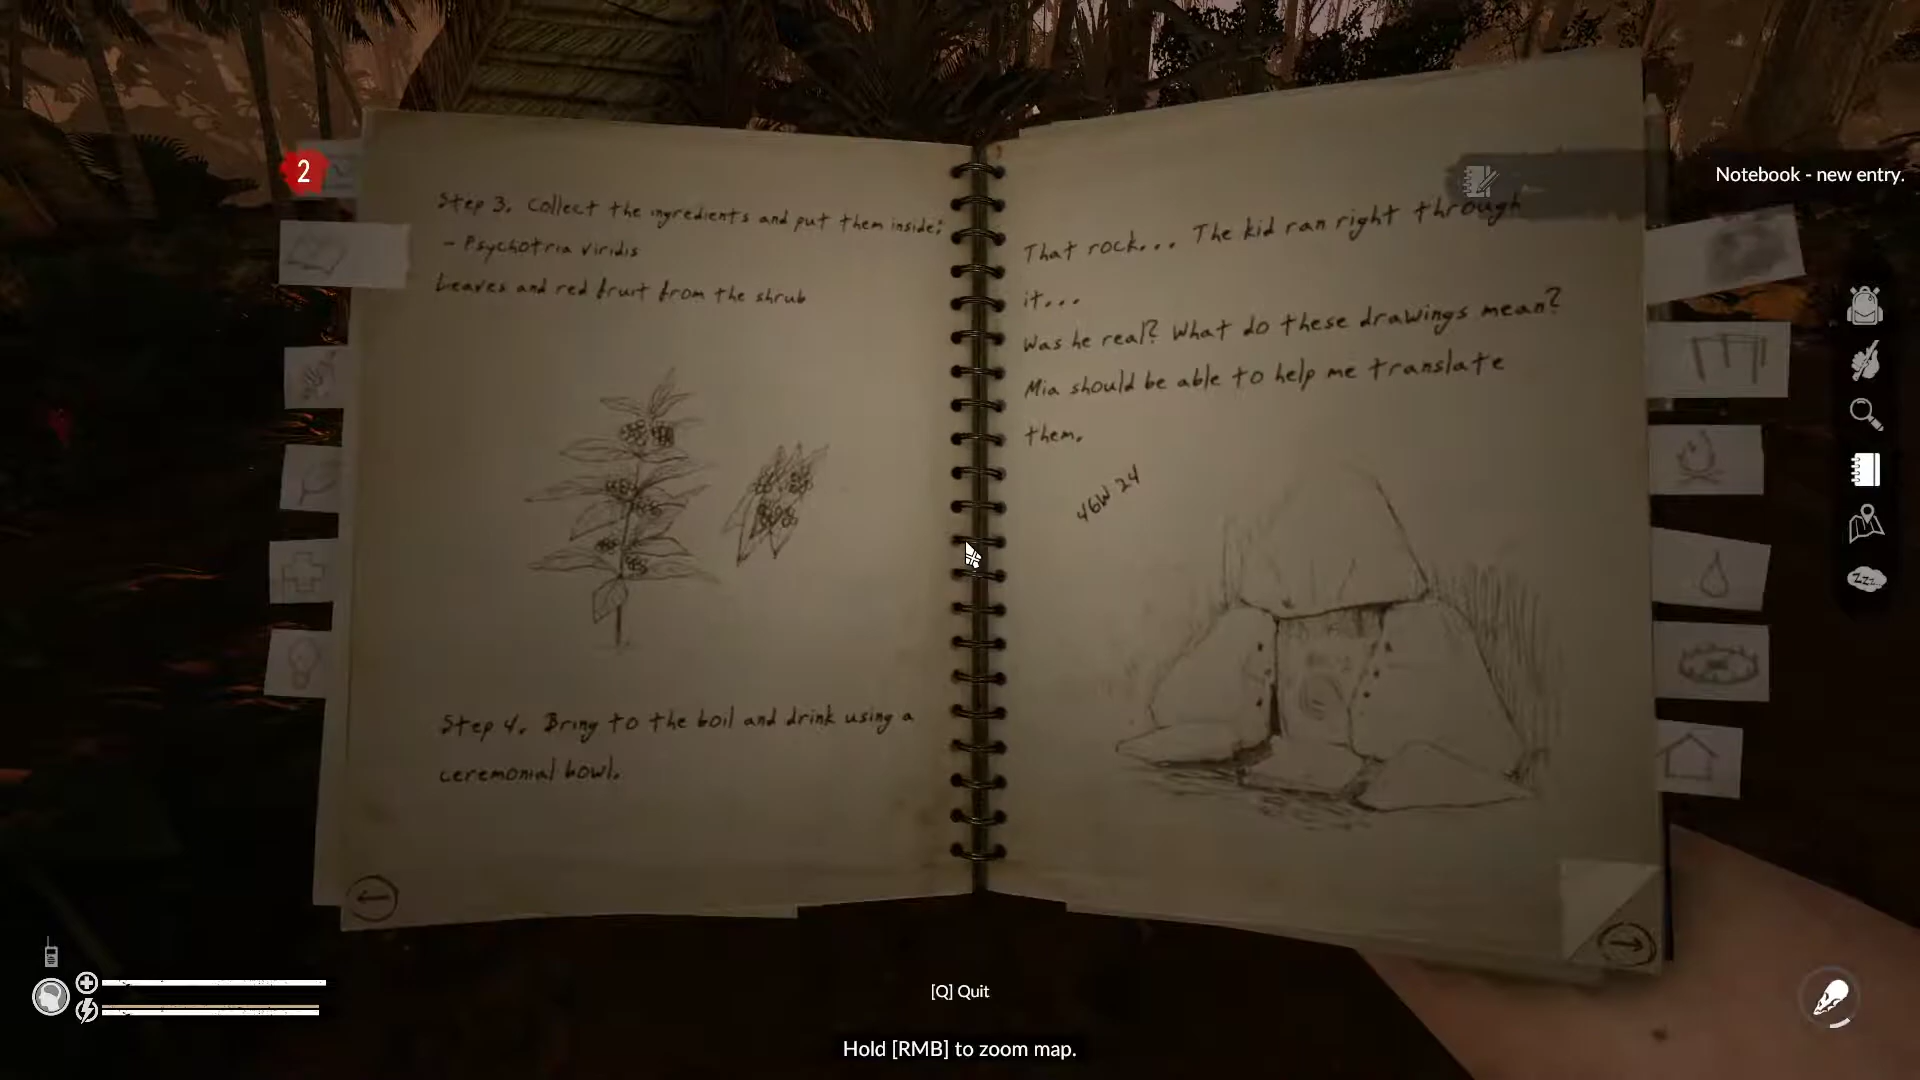 2
Notebook - new entry.
Step 3. Collect the ingredients and put them inside:
- Psychotria viridis
Leaves and red fruit from the shrub
Step 4. Bring to the boil and drink using a
ceremonial bowl.
That rock... The kid ran right through
it...
Was he real? What do these drawings mean?
Mia should be able to help me translate
them.
46W 24
Zzz..
[Q] Quit
Hold [RMB] to zoom map.